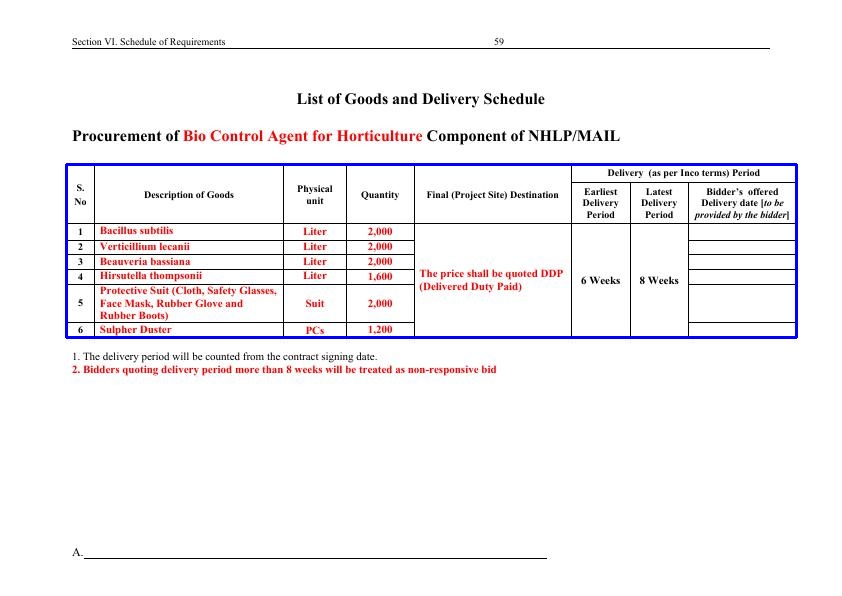 Section VI. Schedule of Requirements 59
List of Goods and Delivery Schedule
Procurement of Bio Control Agent for Horticulture Component of NHLP/MAIL
S. No Description of Goods Physical unit Quantity Final (Project Site) Destination Delivery (as per Inco terms) Period
Earliest Delivery Period Latest Delivery Period Bidder’s offered Delivery date [to be provided by the bidder]
1 Bacillus subtilis Liter 2,000
2 Verticillium lecanii Liter 2,000
3 Beauveria bassiana Liter 2,000
4 Hirsutella thompsonii Liter 1,600
The price shall be quoted DDP
(Delivered Duty Paid)
6 Weeks 8 Weeks
5 Protective Suit (Cloth, Safety Glasses,
Face Mask, Rubber Glove and
Rubber Boots) Suit 2,000
6 Sulpher Duster PCs 1,200
1. The delivery period will be counted from the contract signing date.
2. Bidders quoting delivery period more than 8 weeks will be treated as non-responsive bid
A.